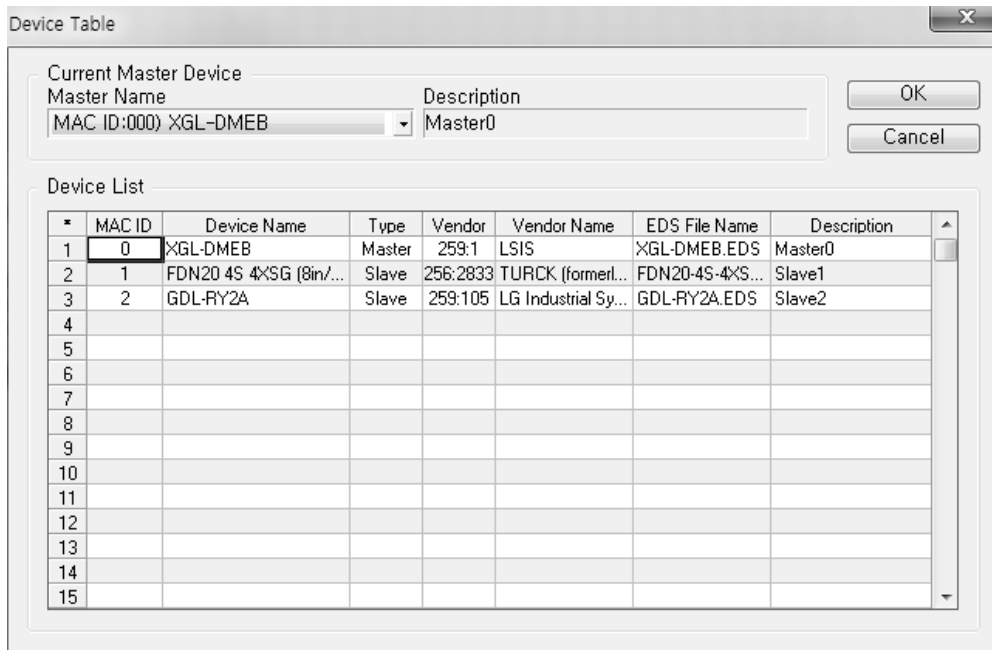 Device Table
Current Master Device
Master Name Description
MAC ID:000) XGL-DMEB Master0
OK
Cancel
Device List
* MAC ID Device Name Type Vendor Vendor Name EDS File Name Description
1 0 XGL-DMEB Master 259:1 LSIS XGL-DMEB.EDS Master0
2 1 FDN20 4S 4XSG (8in/... Slave 256:2833 TURCK (formerl... FDN20-4S-4XS... Slave1
3 2 GDL-RY2A Slave 259:105 LG Industrial Sy... GDL-RY2A.EDS Slave2
4
5
6
7
8
9
10
11
12
13
14
15